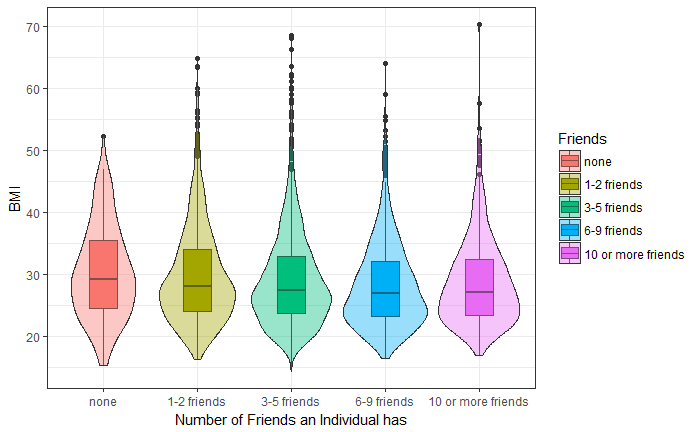 BMI
70
60
50
40
30
20
none 1-2 friends 3-5 friends 6-9 friends 10 or more friends
Number of Friends an Individual has
Friends
none
1-2 friends
3-5 friends
6-9 friends
10 or more friends